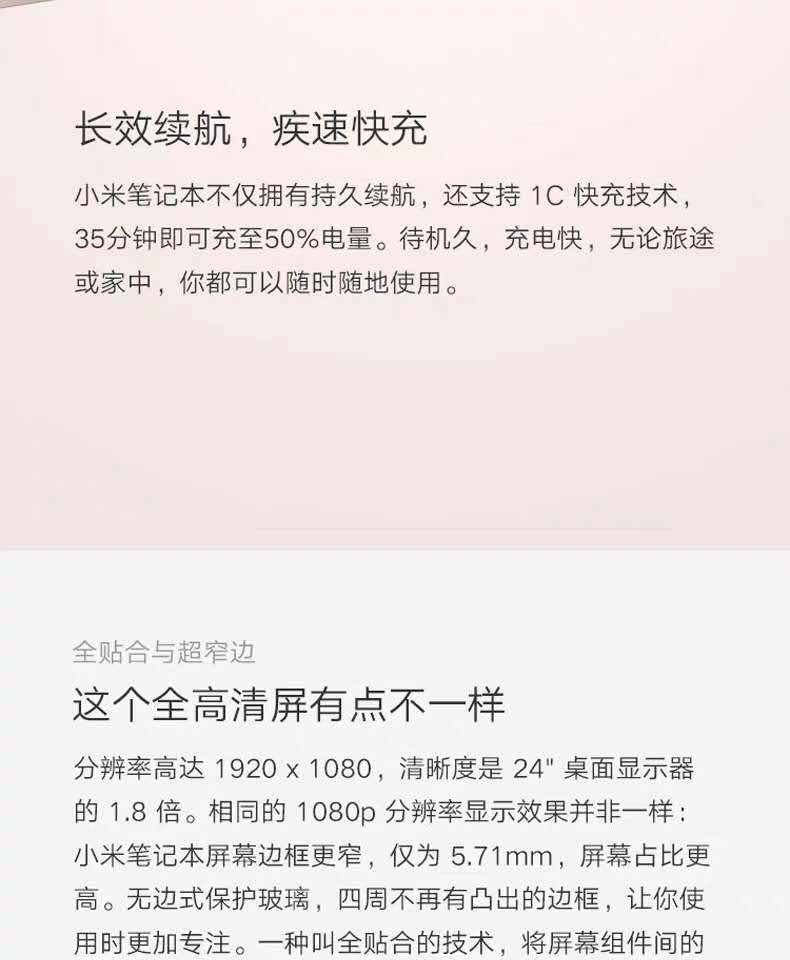 长效续航，疾速快充
小米笔记本不仅拥有持久续航，还支持 1C 快充技术，
35分钟即可充至50%电量。待机久，充电快，无论旅途
或家中，你都可以随时随地使用。
全贴合与超窄边
这个全高清屏有点不一样
分辨率高达 1920 x 1080，清晰度是 24" 桌面显示器
的 1.8 倍。相同的 1080p 分辨率显示效果并非一样：
小米笔记本屏幕边框更窄，仅为 5.71mm，屏幕占比更
高。无边式保护玻璃，四周不再有凸出的边框，让你使
用时更加专注。一种叫全贴合的技术，将屏幕组件间的